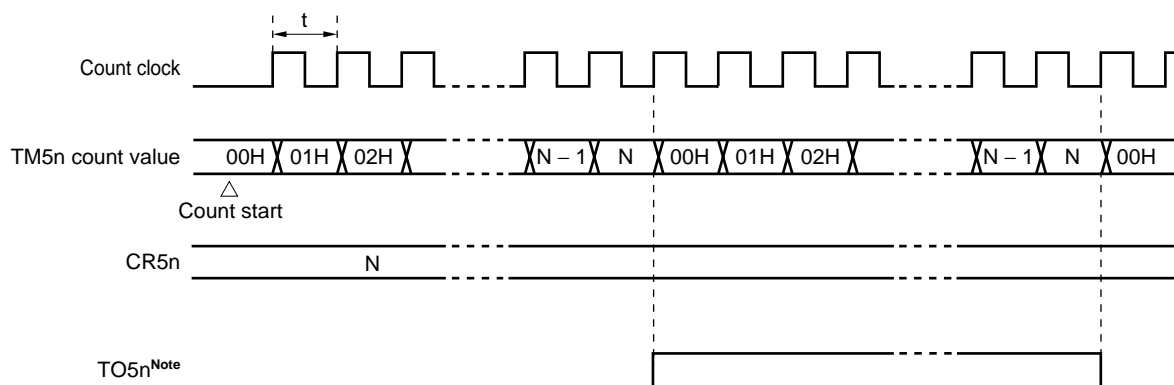 t
Count clock
TM5n count value 00H 01H 02H N – 1 N 00H 01H 02H N – 1 N 00H
Count start
CR5n N
TO5nNote